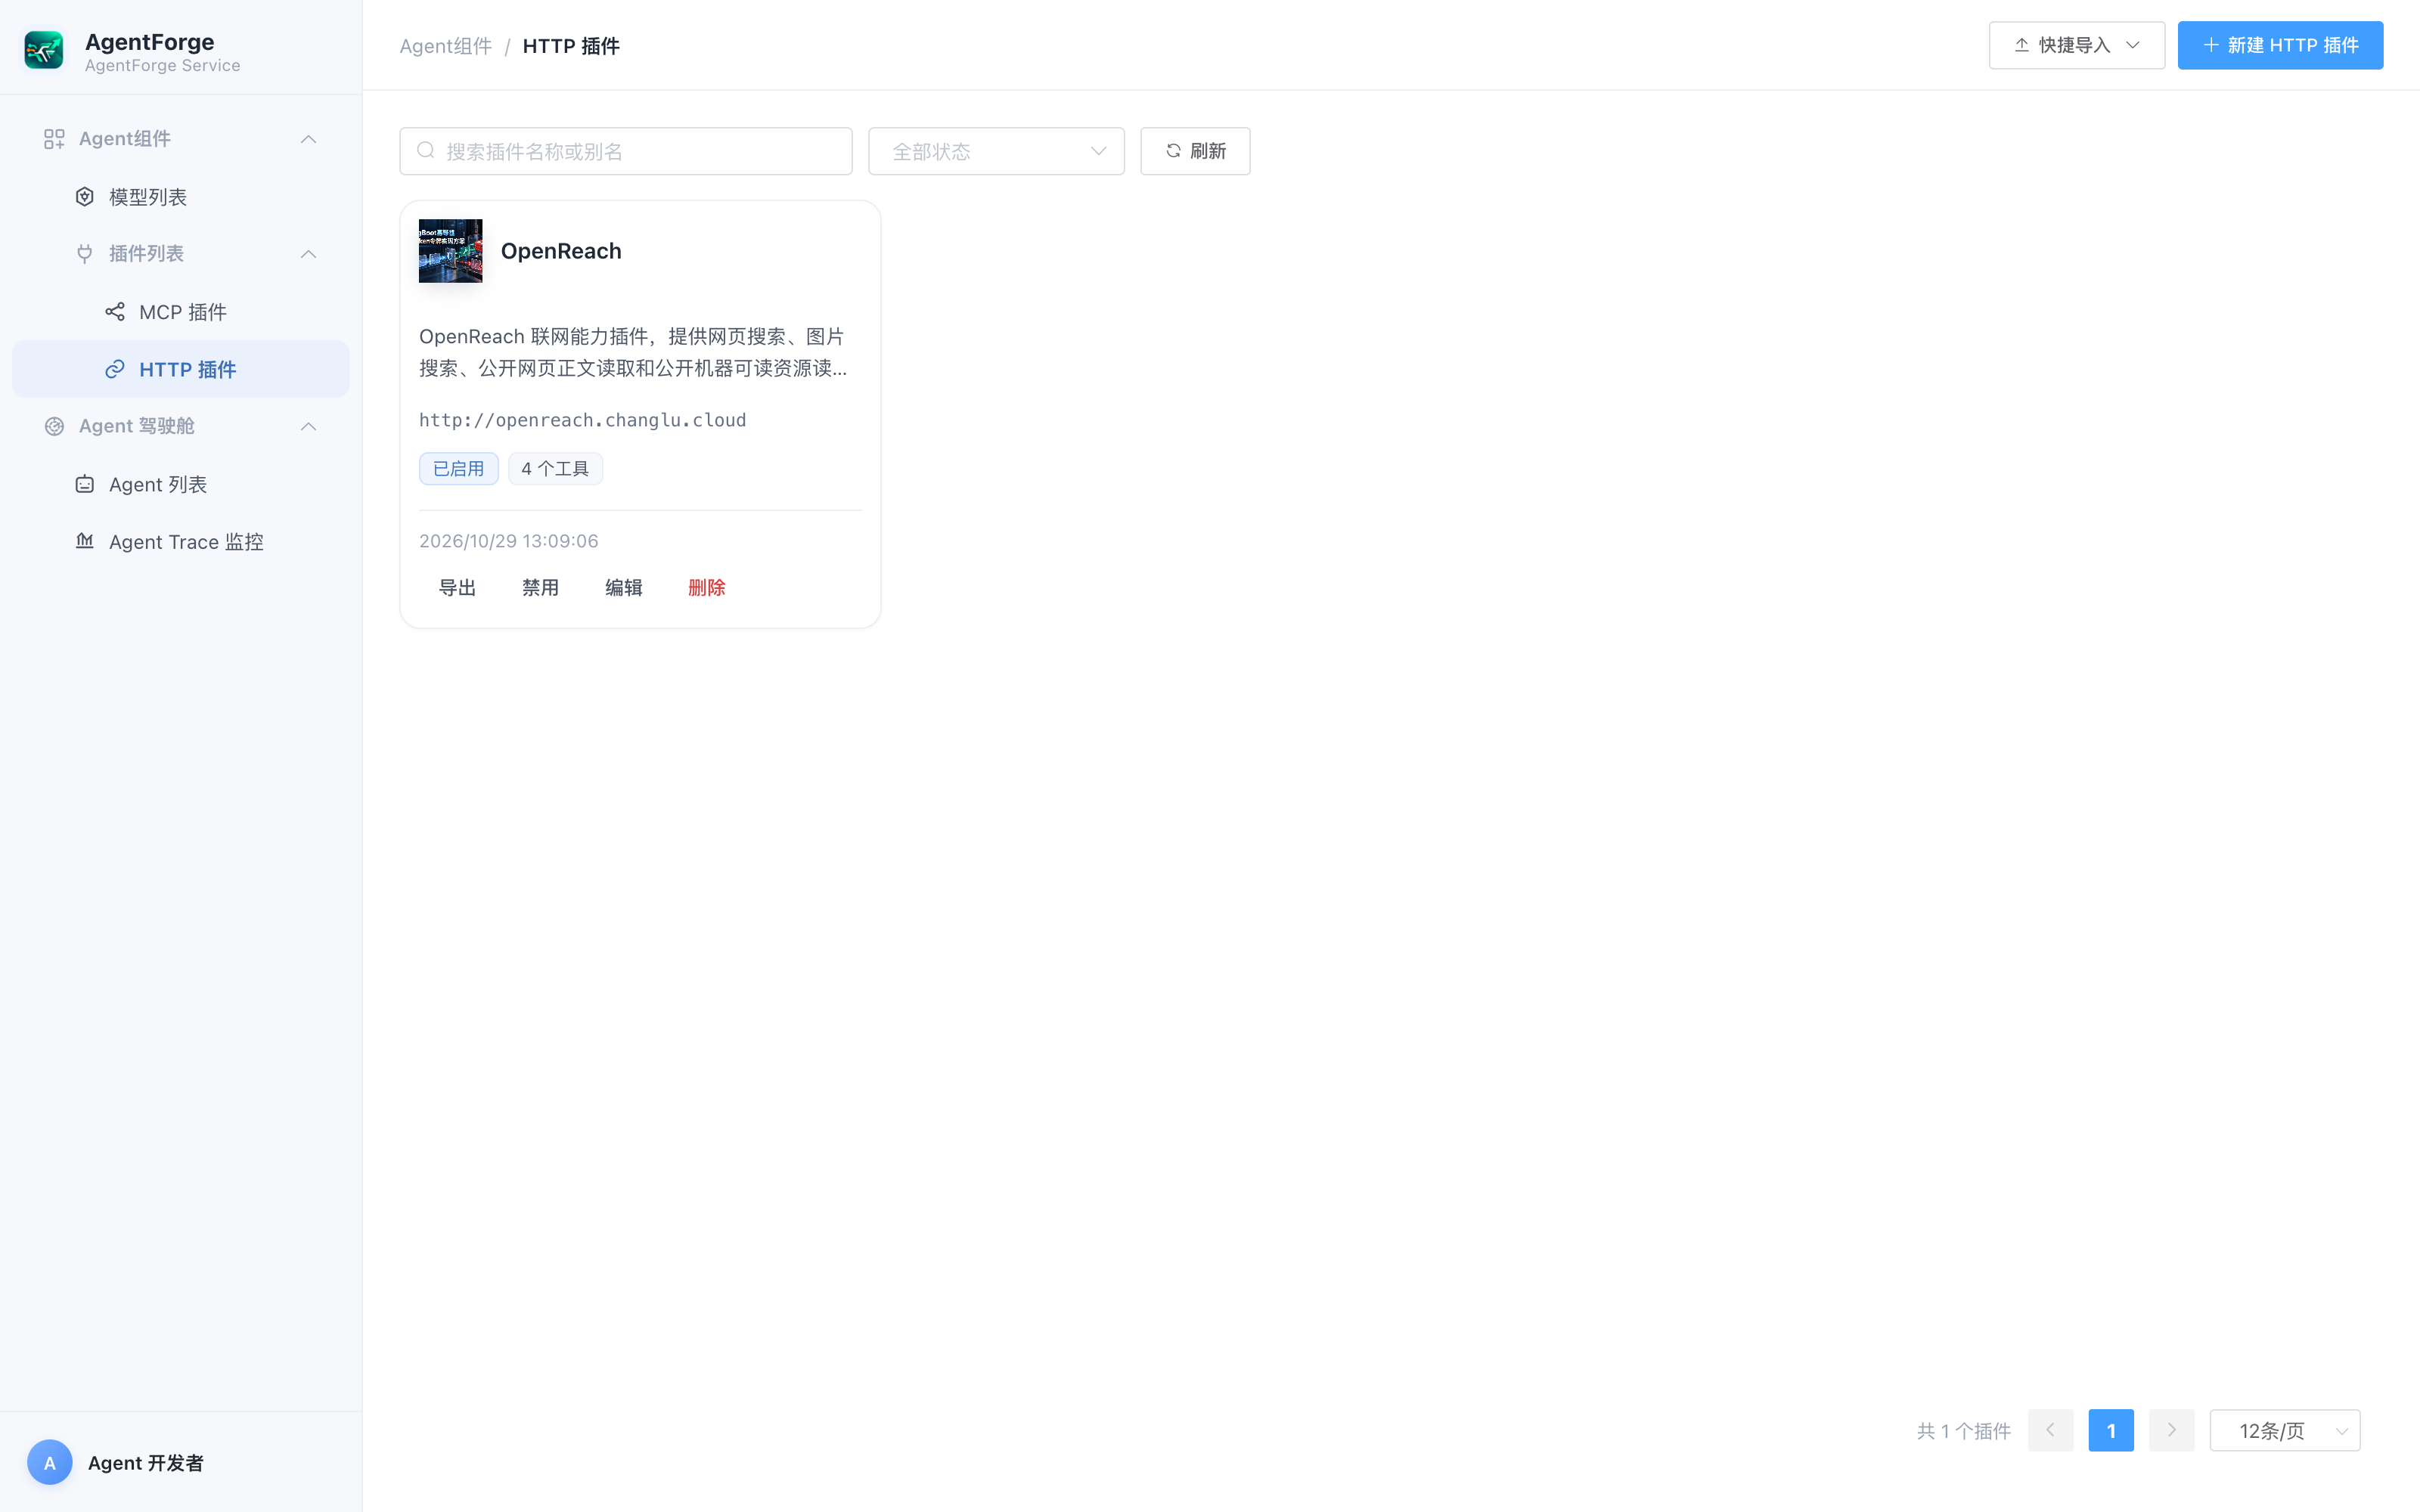 AgentForge
AgentForge Service
Agent组件
模型列表
插件列表
MCP 插件
HTTP 插件
Agent 驾驶舱
Agent 列表
Agent Trace 监控
A
Agent 开发者
Agent组件 / HTTP 插件
快捷导入
新建 HTTP 插件
搜索插件名称或别名
全部状态
刷新
OpenReach
OpenReach 联网能力插件，提供网页搜索、图片
搜索、公开网页正文读取和公开机器可读资源读...
http://openreach.changlu.cloud
已启用
4 个工具
2026/10/29 13:09:06
导出
禁用
编辑
删除
共 1 个插件
1
12条/页